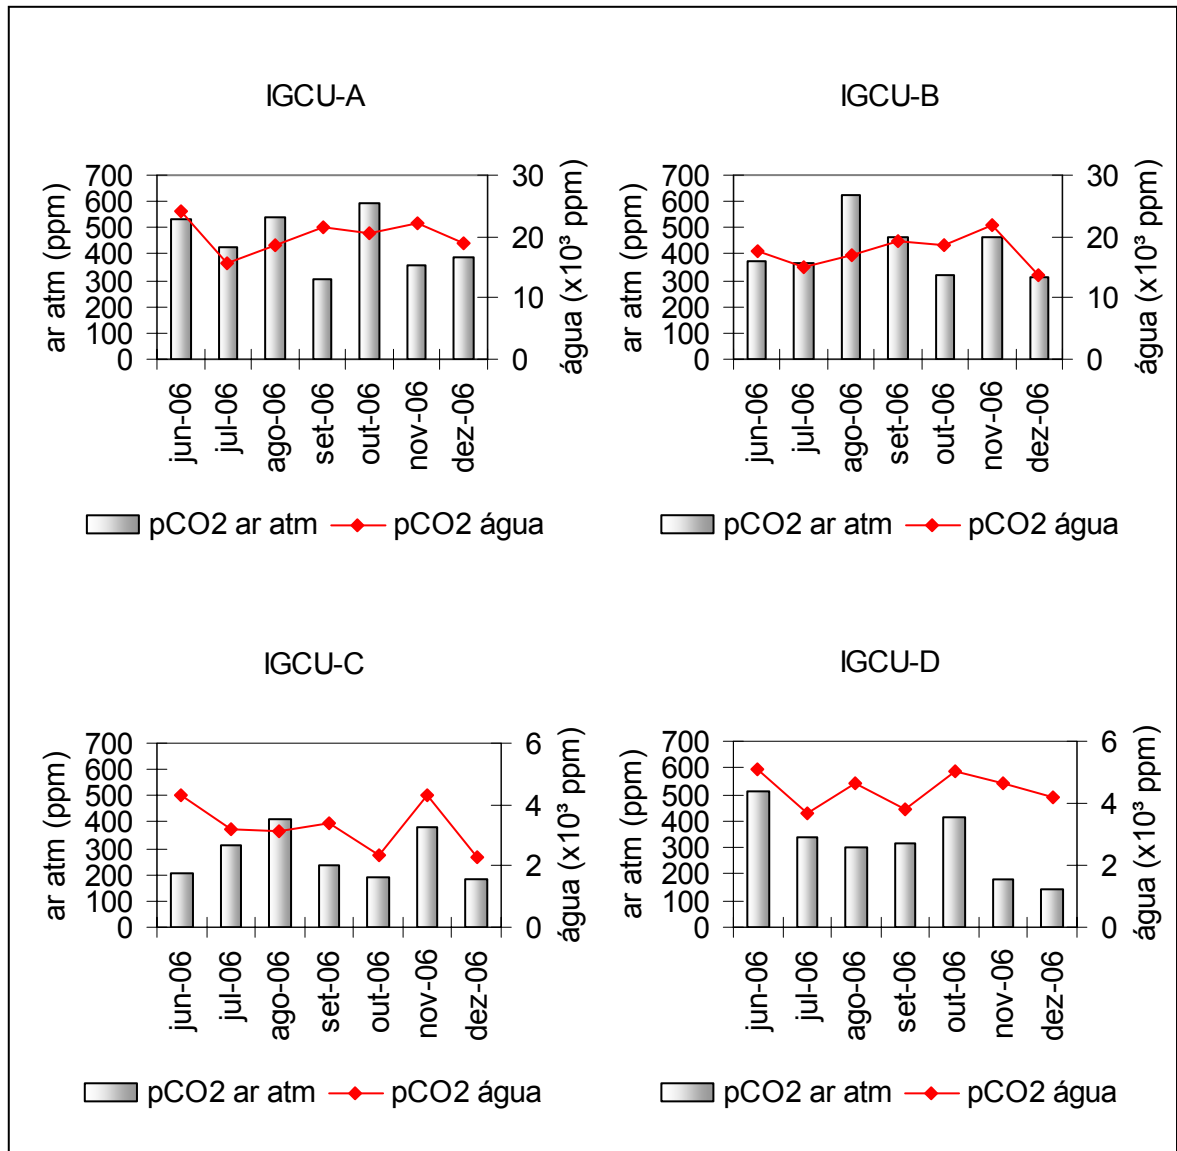 IGCU-A
ar atm (ppm)
700
600
500
400
300
200
100
0
30
20
10
0
água (x10³ ppm)
jun-06
jul-06
ago-06
set-06
out-06
nov-06
dez-06
pCO2 ar atm
pCO2 água
IGCU-B
ar atm (ppm)
700
600
500
400
300
200
100
0
30
20
10
0
água (x10³ ppm)
jun-06
jul-06
ago-06
set-06
out-06
nov-06
dez-06
pCO2 ar atm
pCO2 água
IGCU-C
ar atm (ppm)
700
600
500
400
300
200
100
0
6
4
2
0
água (x10³ ppm)
jun-06
jul-06
ago-06
set-06
out-06
nov-06
dez-06
pCO2 ar atm
pCO2 água
IGCU-D
ar atm (ppm)
700
600
500
400
300
200
100
0
6
4
2
0
água (x10³ ppm)
jun-06
jul-06
ago-06
set-06
out-06
nov-06
dez-06
pCO2 ar atm
pCO2 água